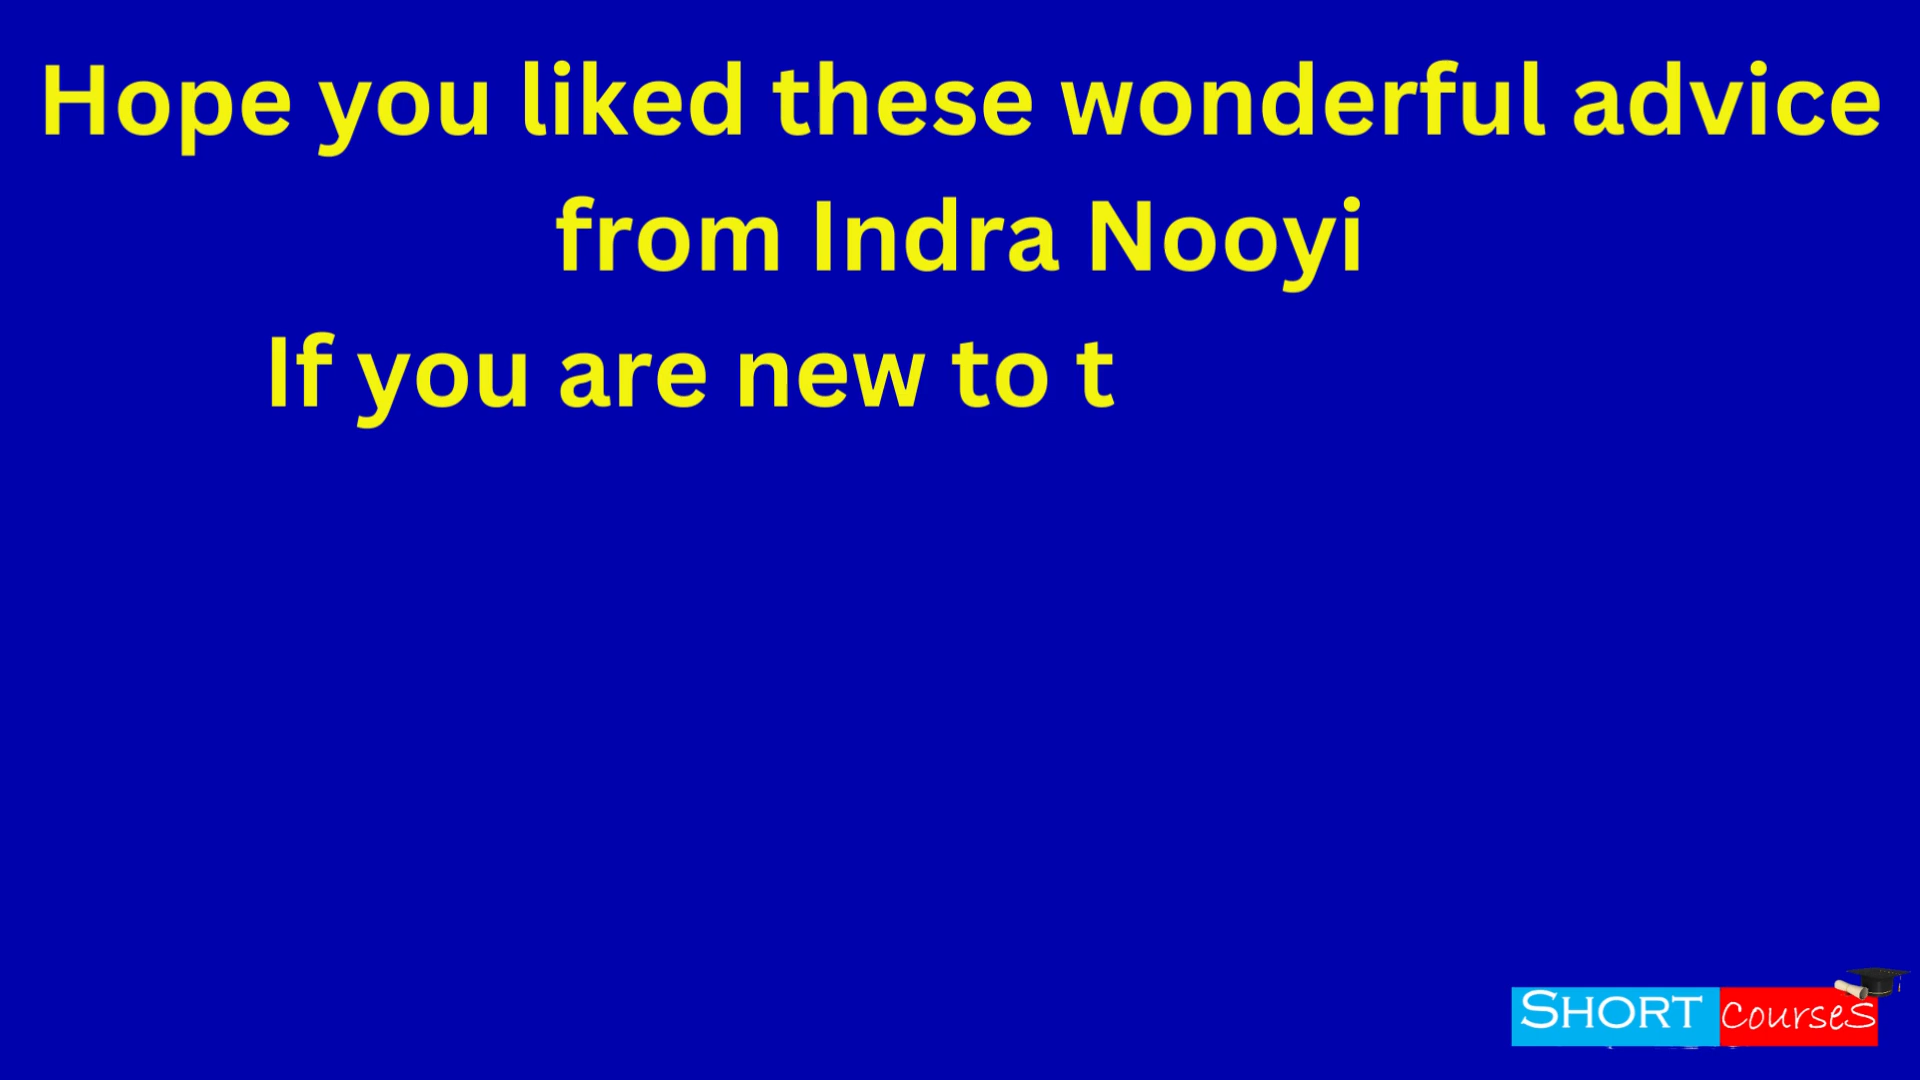 Hope you liked these wonderful advice
from Indra Nooyi
If you are new to t
SHORT CourseS